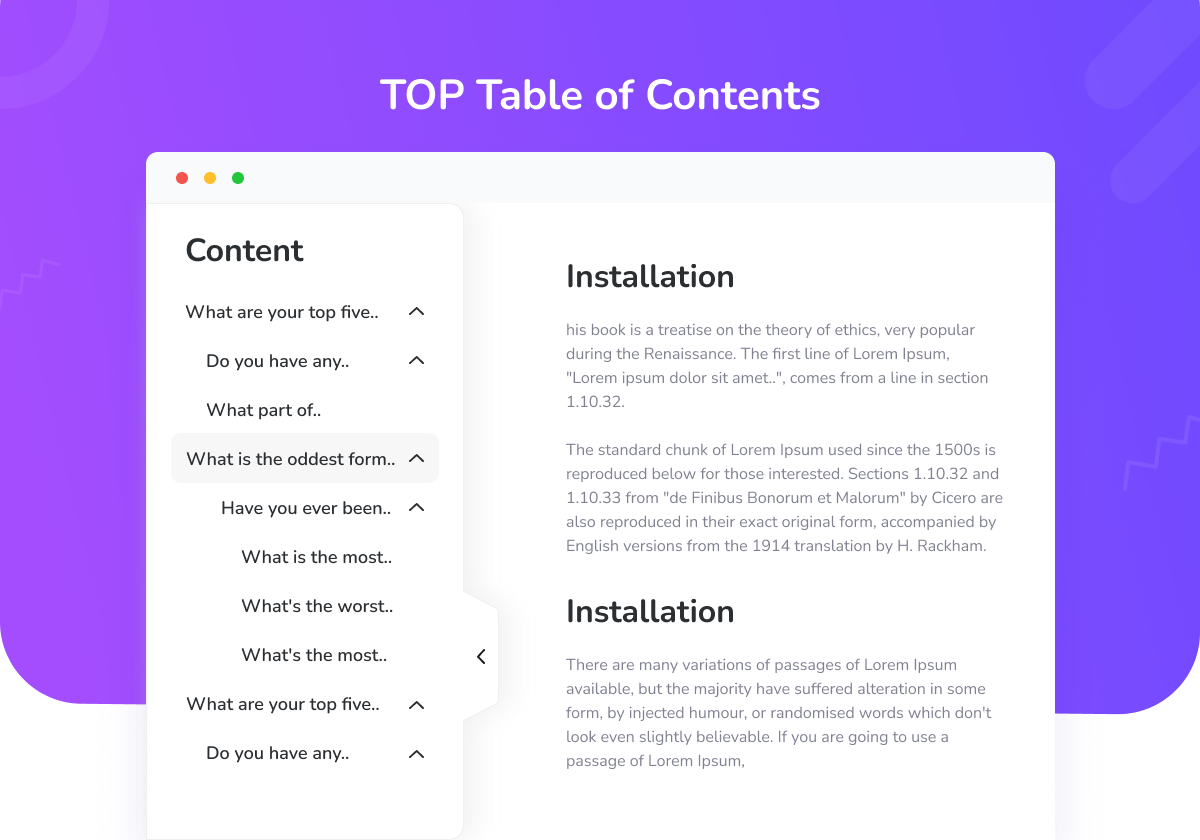 TOP Table of Contents
Content
What are your top five..
Do you have any..
What part of..
What is the oddest form..
Have you ever been..
What is the most..
What's the worst..
What's the most..
What are your top five..
Do you have any..
Installation
his book is a treatise on the theory of ethics, very popular
during the Renaissance. The first line of Lorem Ipsum,
"Lorem ipsum dolor sit amet..", comes from a line in section
1.10.32.
The standard chunk of Lorem Ipsum used since the 1500s is
reproduced below for those interested. Sections 1.10.32 and
1.10.33 from "de Finibus Bonorum et Malorum" by Cicero are
also reproduced in their exact original form, accompanied by
English versions from the 1914 translation by H. Rackham.
Installation
There are many variations of passages of Lorem Ipsum
available, but the majority have suffered alteration in some
form, by injected humour, or randomised words which don't
look even slightly believable. If you are going to use a
passage of Lorem Ipsum,